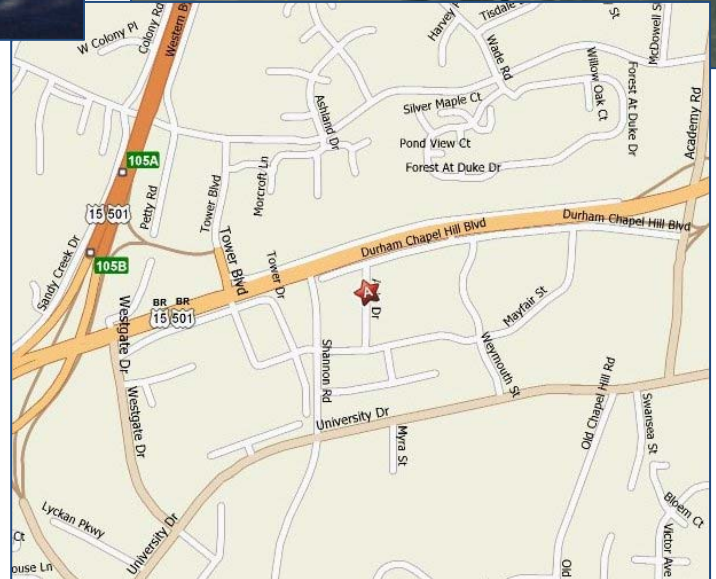 W Colony Pl
Colony Rd
Western B
Harvey
Tisdale
St
McDowell S
Wade Rd
Willow Oak Ct
Forest At Duke Dr
Ashland Dr
Silver Maple Ct
Academy Rd
Pond View Ct
Forest At Duke Dr
105A
Morcroft Ln
Petty Rd
Tower Blvd
15 501
Durham Chapel Hill Blvd
Durham Chapel Hill Blvd
Sandy Creek Dr
105B
Tower Blvd
Tower Dr
BR BR
15 501
A
Dr
Mayfair St
Westgate Dr
Shannon Rd
Weymouth St
Westgate Dr
University Dr
Old Chapel Hill Rd
Swansea St
Myra St
Lyckan Pkwy
University Dr
Bloem Ct
Victor Ave
Ct
ouse Ln
Old